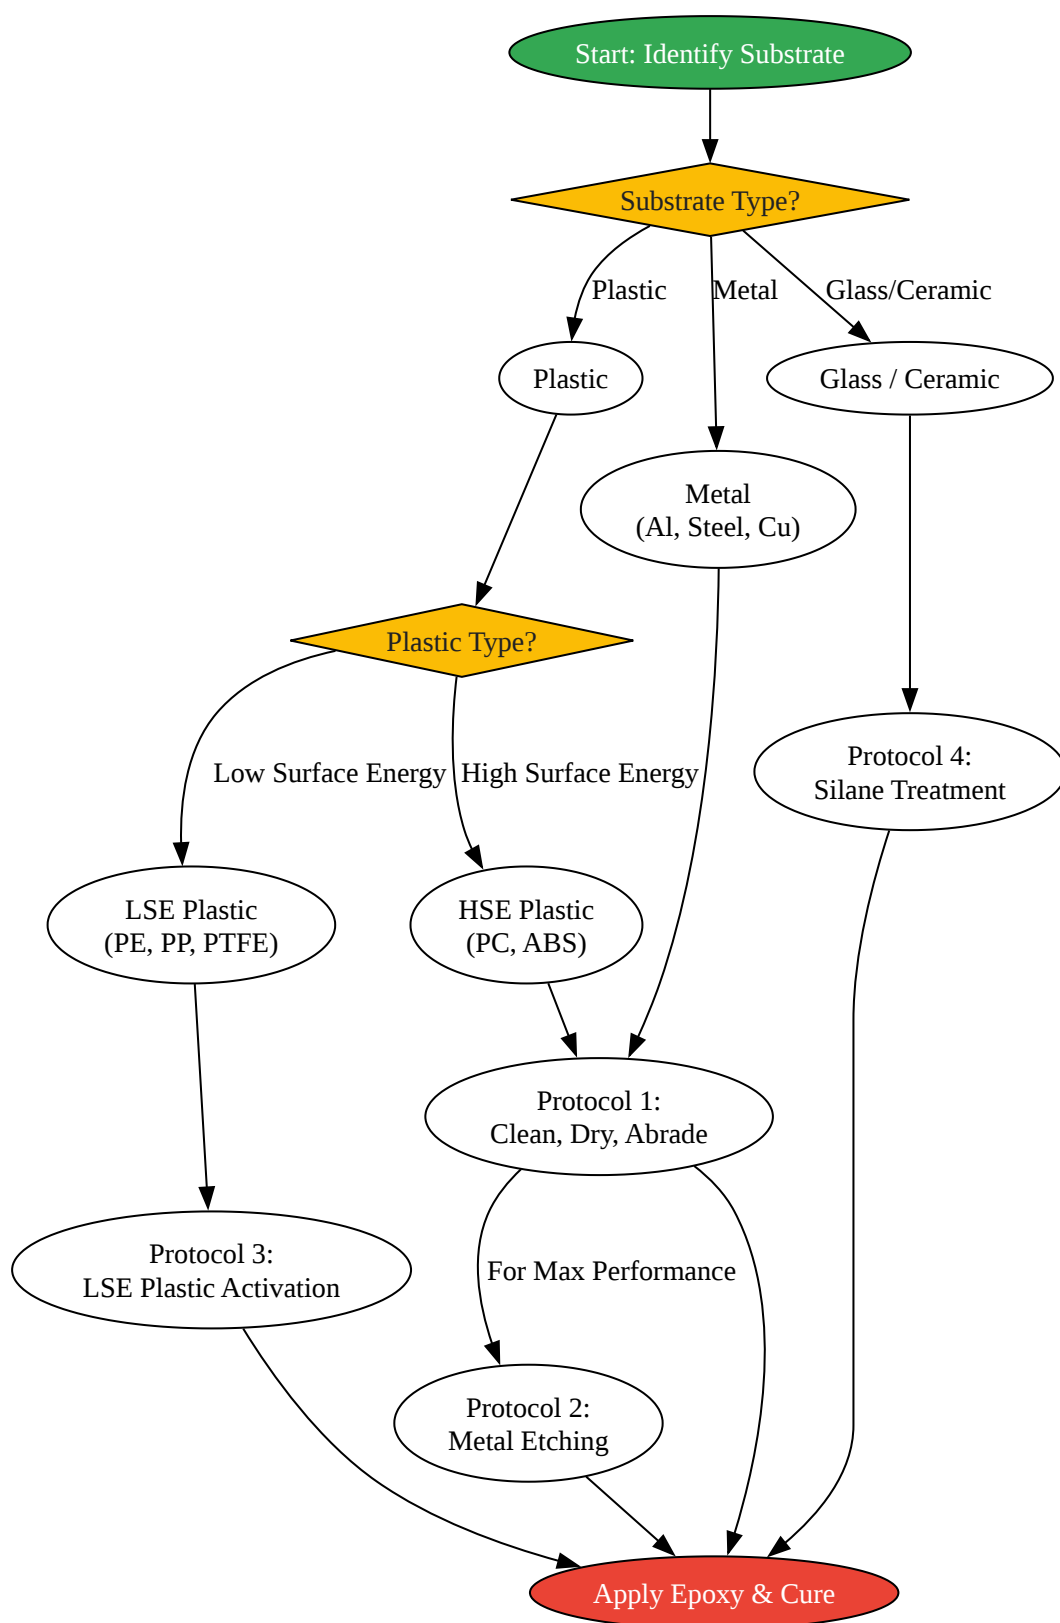 Start: Identify Substrate
Substrate Type?
Plastic
Metal
Glass/Ceramic
Plastic
Glass / Ceramic
Metal
(Al, Steel, Cu)
Plastic Type?
Low Surface Energy
High Surface Energy
Protocol 4:
Silane Treatment
LSE Plastic
(PE, PP, PTFE)
HSE Plastic
(PC, ABS)
Protocol 1:
Clean, Dry, Abrade
Protocol 3:
LSE Plastic Activation
For Max Performance
Protocol 2:
Metal Etching
Apply Epoxy & Cure